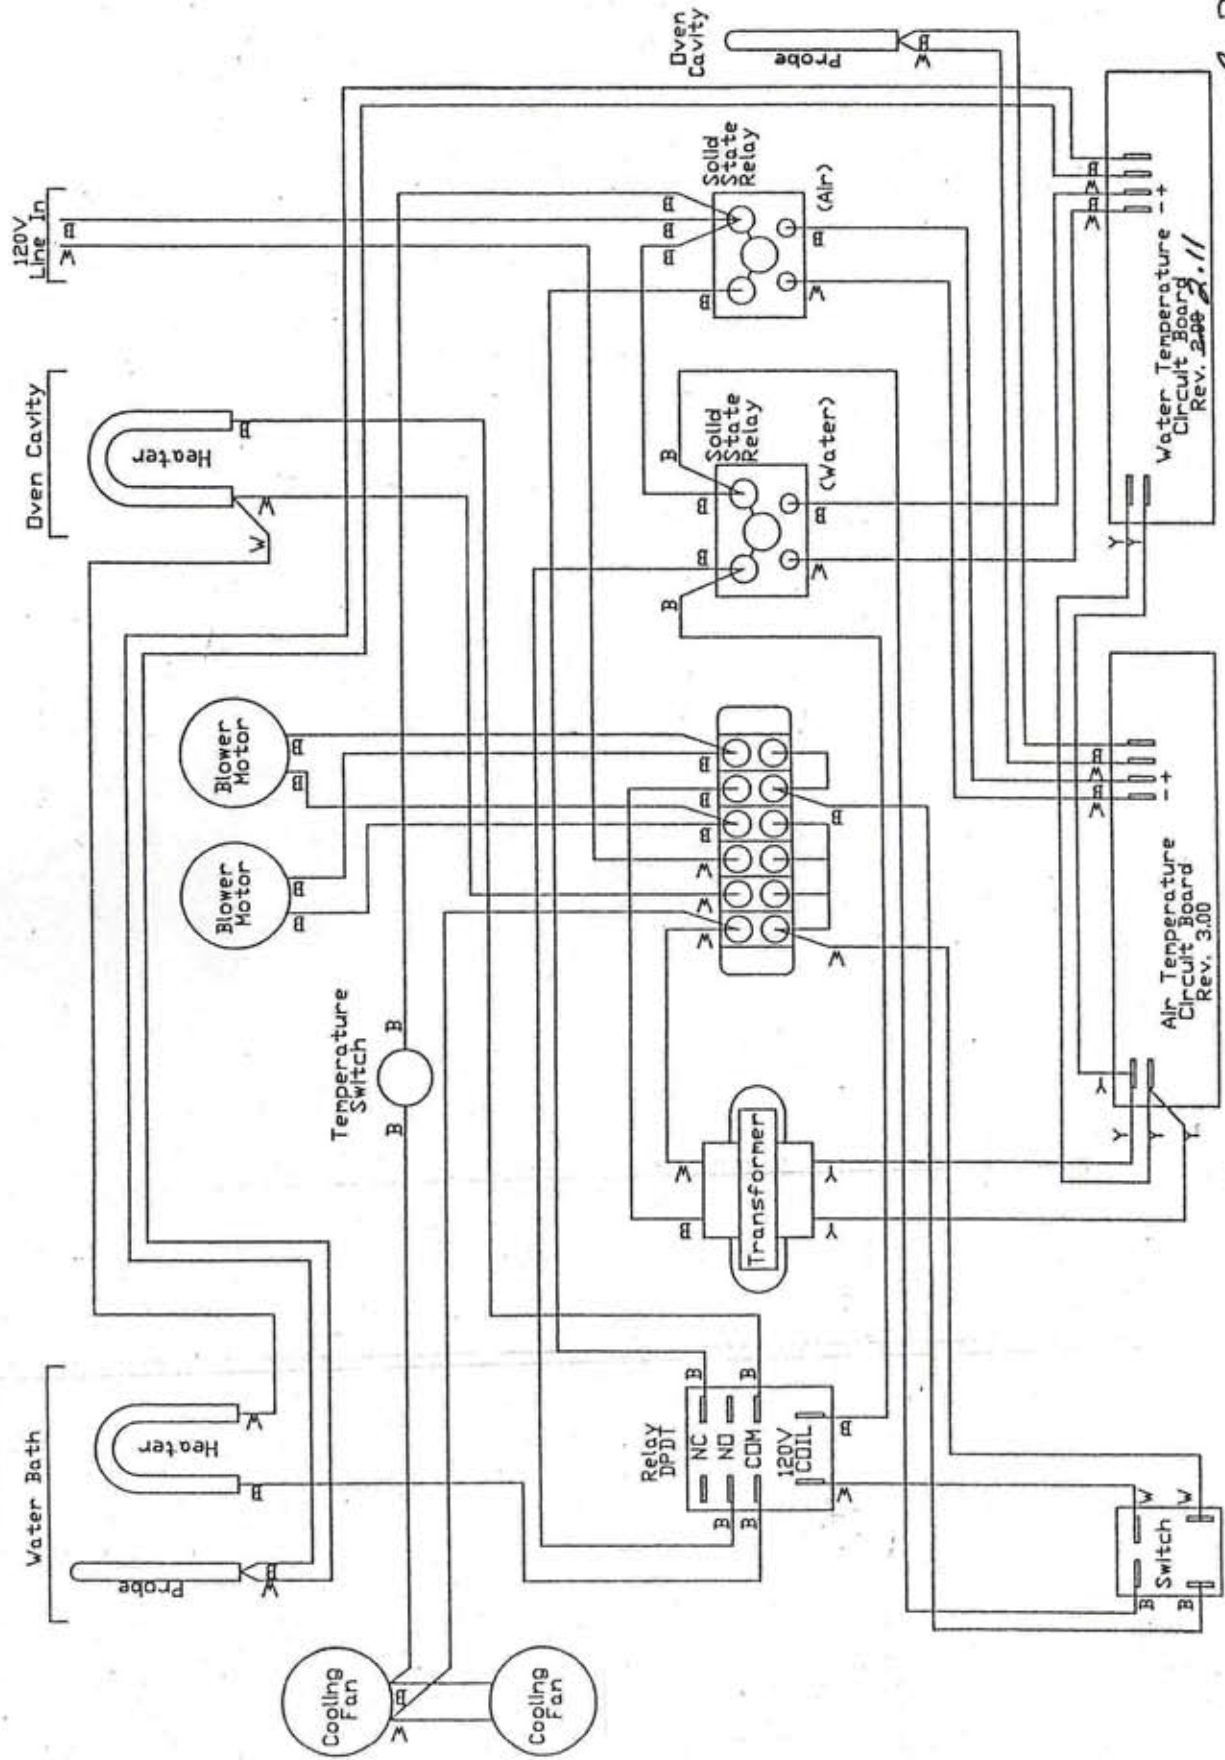 120V
Line In
B
W
Oven Cavity
Heater
B
W
W
Water Bath
Heater
W
B
Probe
B
W
Blower
Motor
B
B
Blower
Motor
B
B
Temperature
Switch
B
B
Cooling
Fan
B
W
Cooling
Fan
Oven
Cavity
Probe
B
W
Solid
State
Relay
(Air)
B
B
B
B
B
W
Solid
State
Relay
(Water)
B
B
B
B
B
W
B
B
B
W
W
W
B
W
Transformer
W
B
Y
Y
Relay
DPDT
NC
NO
COM
120V
COIL
B
B
B
B
B
W
Switch
W
W
B
B
Water Temperature
Circuit Board
Rev. 2.00 2.11
B
W
B
W
- +
Y
Y
Air Temperature
Circuit Board
Rev. 3.00
B
W
B
W
- +
Y
Y
Y
Y